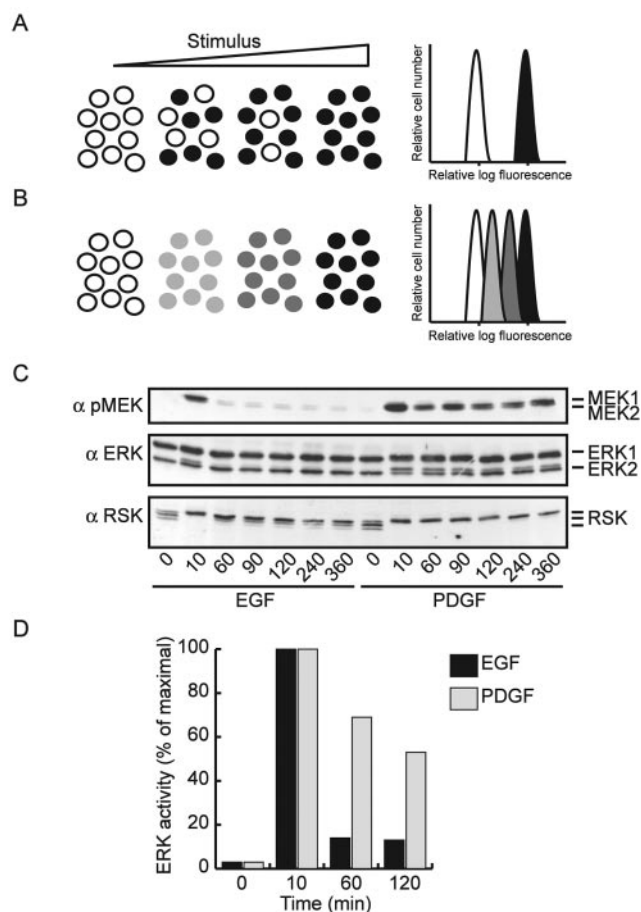 A
Stimulus
Relative cell number
Relative log fluorescence
B
Relative cell number
Relative log fluorescence
C
α pMEK
MEK1
MEK2
α ERK
ERK1
ERK2
α RSK
RSK
0 10 60 90 120 240 360 0 10 60 90 120 240 360
EGF PDGF
D
ERK activity (% of maximal)
100
80
60
40
20
0
EGF
PDGF
0 10 60 120
Time (min)